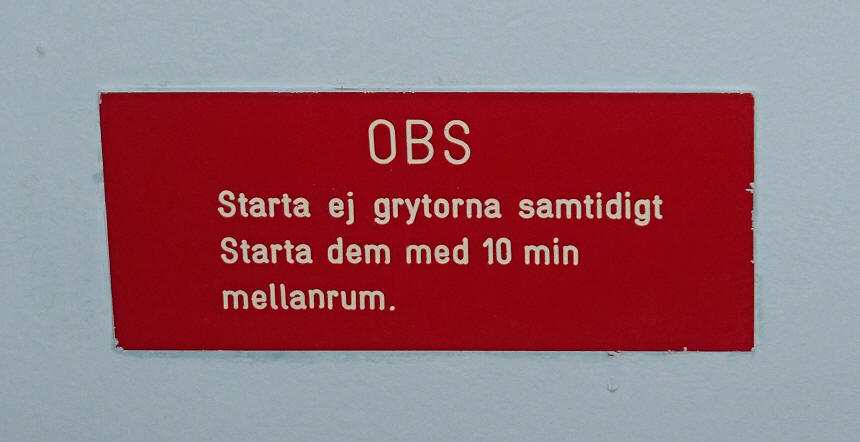 OBS
Starta ej grytorna samtidigt
Starta dem med 10 min
mellanrum.